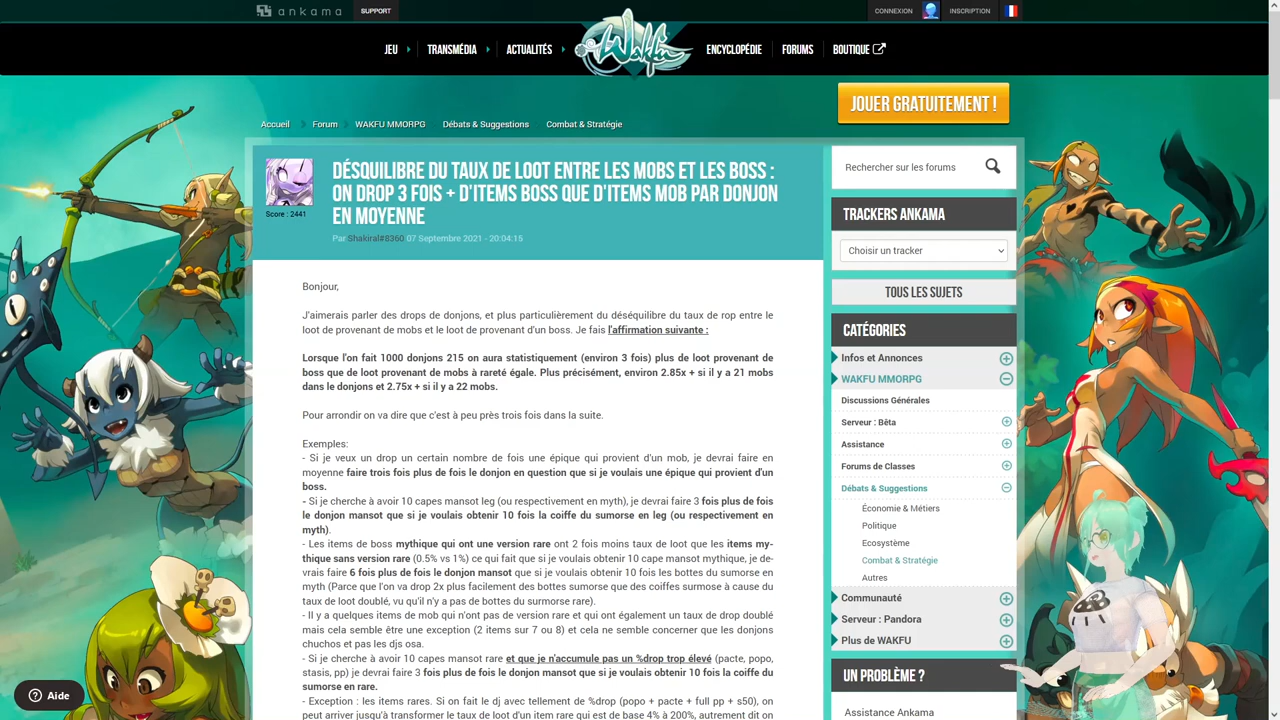 ankama
SUPPORT
CONNEXION
INSCRIPTION
JEU
TRANSMÉDIA
ACTUALITÉS
Wakfu
ENCYCLOPÉDIE
FORUMS
BOUTIQUE
JOUER GRATUITEMENT !
Accueil
Forum
WAKFU MMORPG
Débats & Suggestions
Combat & Stratégie
DÉSQUILIBRE DU TAUX DE LOOT ENTRE LES MOBS ET LES BOSS :
ON DROP 3 FOIS + D'ITEMS BOSS QUE D'ITEMS MOB PAR DONJON
EN MOYENNE
Score : 2441
Par Shakiral#8360 07 Septembre 2021 - 20:04:15
Bonjour,
J'aimerais parler des drops de donjons, et plus particulièrement du déséquilibre du taux de rop entre le
loot de provenant de mobs et le loot de provenant d'un boss. Je fais l'affirmation suivante :
Lorsque l'on fait 1000 donjons 215 on aura statistiquement (environ 3 fois) plus de loot provenant de
boss que de loot provenant de mobs à rareté égale. Plus précisément, environ 2.85x + si il y a 21 mobs
dans le donjons et 2.75x + si il y a 22 mobs.
Pour arrondir on va dire que c'est à peu près trois fois dans la suite.
Exemples:
- Si je veux un drop un certain nombre de fois une épique qui provient d'un mob, je devrai faire en
moyenne faire trois fois plus de fois le donjon en question que si je voulais une épique qui provient d'un
boss.
- Si je cherche à avoir 10 capes mansot leg (ou respectivement en myth), je devrai faire 3 fois plus de fois
le donjon mansot que si je voulais obtenir 10 fois la coiffe du sumorse en leg (ou respectivement en
myth).
- Les items de boss mythique qui ont une version rare ont 2 fois moins taux de loot que les items my-
thique sans version rare (0.5% vs 1%) ce qui fait que si je voulais obtenir 10 cape mansot mythique, je de-
vrais faire 6 fois plus de fois le donjon mansot que si je voulais obtenir 10 fois les bottes du sumorse en
myth (Parce que l'on va drop 2x plus facilement des bottes sumorse que des coiffes surmose à cause du
taux de loot doublé, vu qu'il n'y a pas de bottes du surmorse rare).
- Il y a quelques items de mob qui n'ont pas de version rare et qui ont également un taux de drop doublé
mais cela semble être une exception (2 items sur 7 ou 8) et cela ne semble concerner que les donjons
chuchos et pas les djs osa.
- Si je cherche à avoir 10 capes mansot rare et que je n'accumule pas un %drop trop élevé (pacte, popo,
stasis, pp) je devrai faire 3 fois plus de fois le donjon mansot que si je voulais obtenir 10 fois la coiffe du
sumorse en rare.
- Exception : les items rares. Si on fait le dj avec tellement de %drop (popo + pacte + full pp + s50), on
peut arriver jusqu'à transformer le taux de loot d'un item rare qui est de base 4% à 200%, autrement dit on
Rechercher sur les forums
TRACKERS ANKAMA
Choisir un tracker
TOUS LES SUJETS
CATÉGORIES
Infos et Annonces
WAKFU MMORPG
Discussions Générales
Serveur : Bêta
Assistance
Forums de Classes
Débats & Suggestions
Économie & Métiers
Politique
Ecosystème
Combat & Stratégie
Autres
Communauté
Serveur : Pandora
Plus de WAKFU
UN PROBLÈME ?
Assistance Ankama
Aide